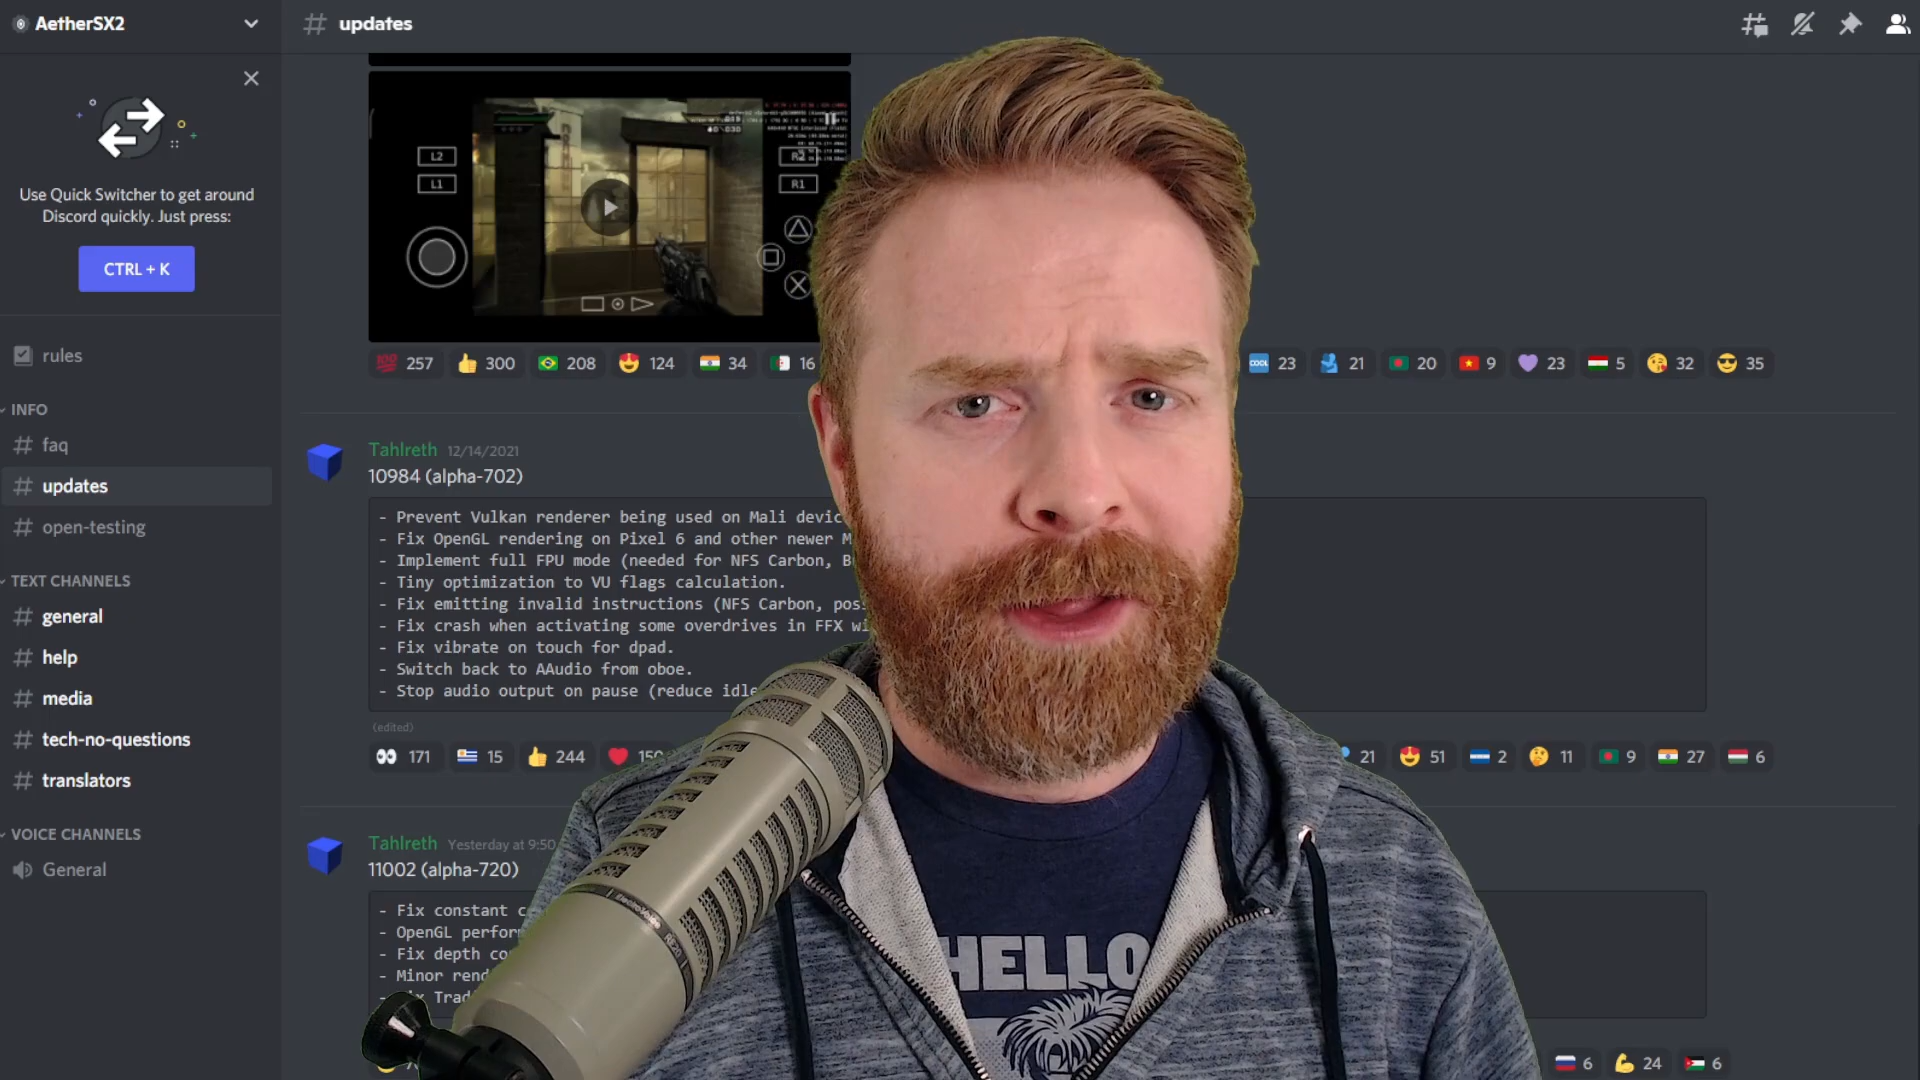 AetherSX2
# updates
Use Quick Switcher to get around
Discord quickly. Just press:
CTRL + K
rules
INFO
# faq
# updates
# open-testing
TEXT CHANNELS
# general
# help
# media
# tech-no-questions
# translators
VOICE CHANNELS
General
L2
L1
R2
R1
257 300 208 124 34 16
COOL 23 21 20 9 23 5 32 35
Tahlreth 12/14/2021
10984 (alpha-702)
- Prevent Vulkan renderer being used on Mali
- Fix OpenGL rendering on Pixel 6 and other newer
- Implement full FPU mode (needed for NFS Carbon,
- Tiny optimization to VU flags calculation.
- Fix emitting invalid instructions (NFS Carbon,
- Fix crash when activating some overdrives in FFX
- Fix vibrate on touch for dpad.
- Switch back to AAudio from oboe.
- Stop audio output on pause (reduce
(edited)
171 15 244 150
21 51 2 11 9 27 6
Tahlreth Yesterday at 9:50
11002 (alpha-720)
- Fix constant
- OpenGL
- Fix depth
- Minor
6 24 6
HELLO